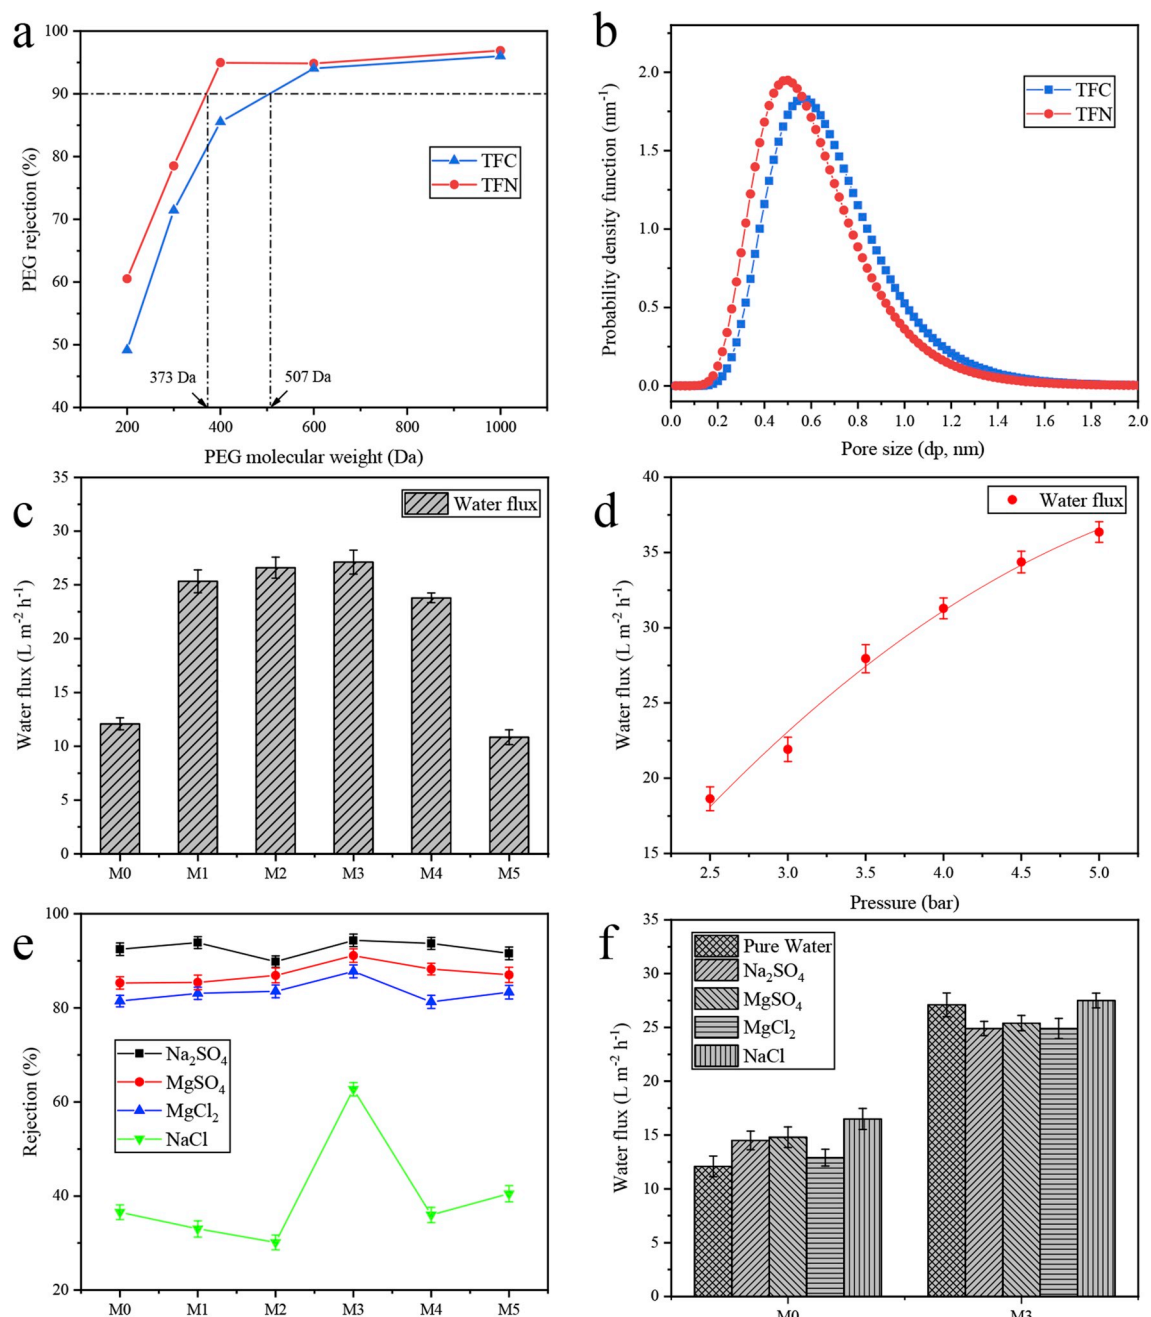 a
PEG rejection (%)
100
90
80
70
60
50
40
TFC
TFN
373 Da
507 Da
200
400
600
800
1000
PEG molecular weight (Da)
b
Probability density function (nm⁻¹)
2.0
1.5
1.0
0.5
0.0
TFC
TFN
0.0 0.2 0.4 0.6 0.8 1.0 1.2 1.4 1.6 1.8 2.0
Pore size (dp, nm)
c
Water flux (L m⁻² h⁻¹)
35
30
25
20
15
10
5
0
Water flux
M0 M1 M2 M3 M4 M5
d
Water flux (L m⁻² h⁻¹)
40
35
30
25
20
15
Water flux
2.5 3.0 3.5 4.0 4.5 5.0
Pressure (bar)
e
Rejection (%)
100
80
60
40
20
Na₂SO₄
MgSO₄
MgCl₂
NaCl
M0 M1 M2 M3 M4 M5
f
Water flux (L m⁻² h⁻¹)
35
30
25
20
15
10
5
0
Pure Water
Na₂SO₄
MgSO₄
MgCl₂
NaCl
M0 M3